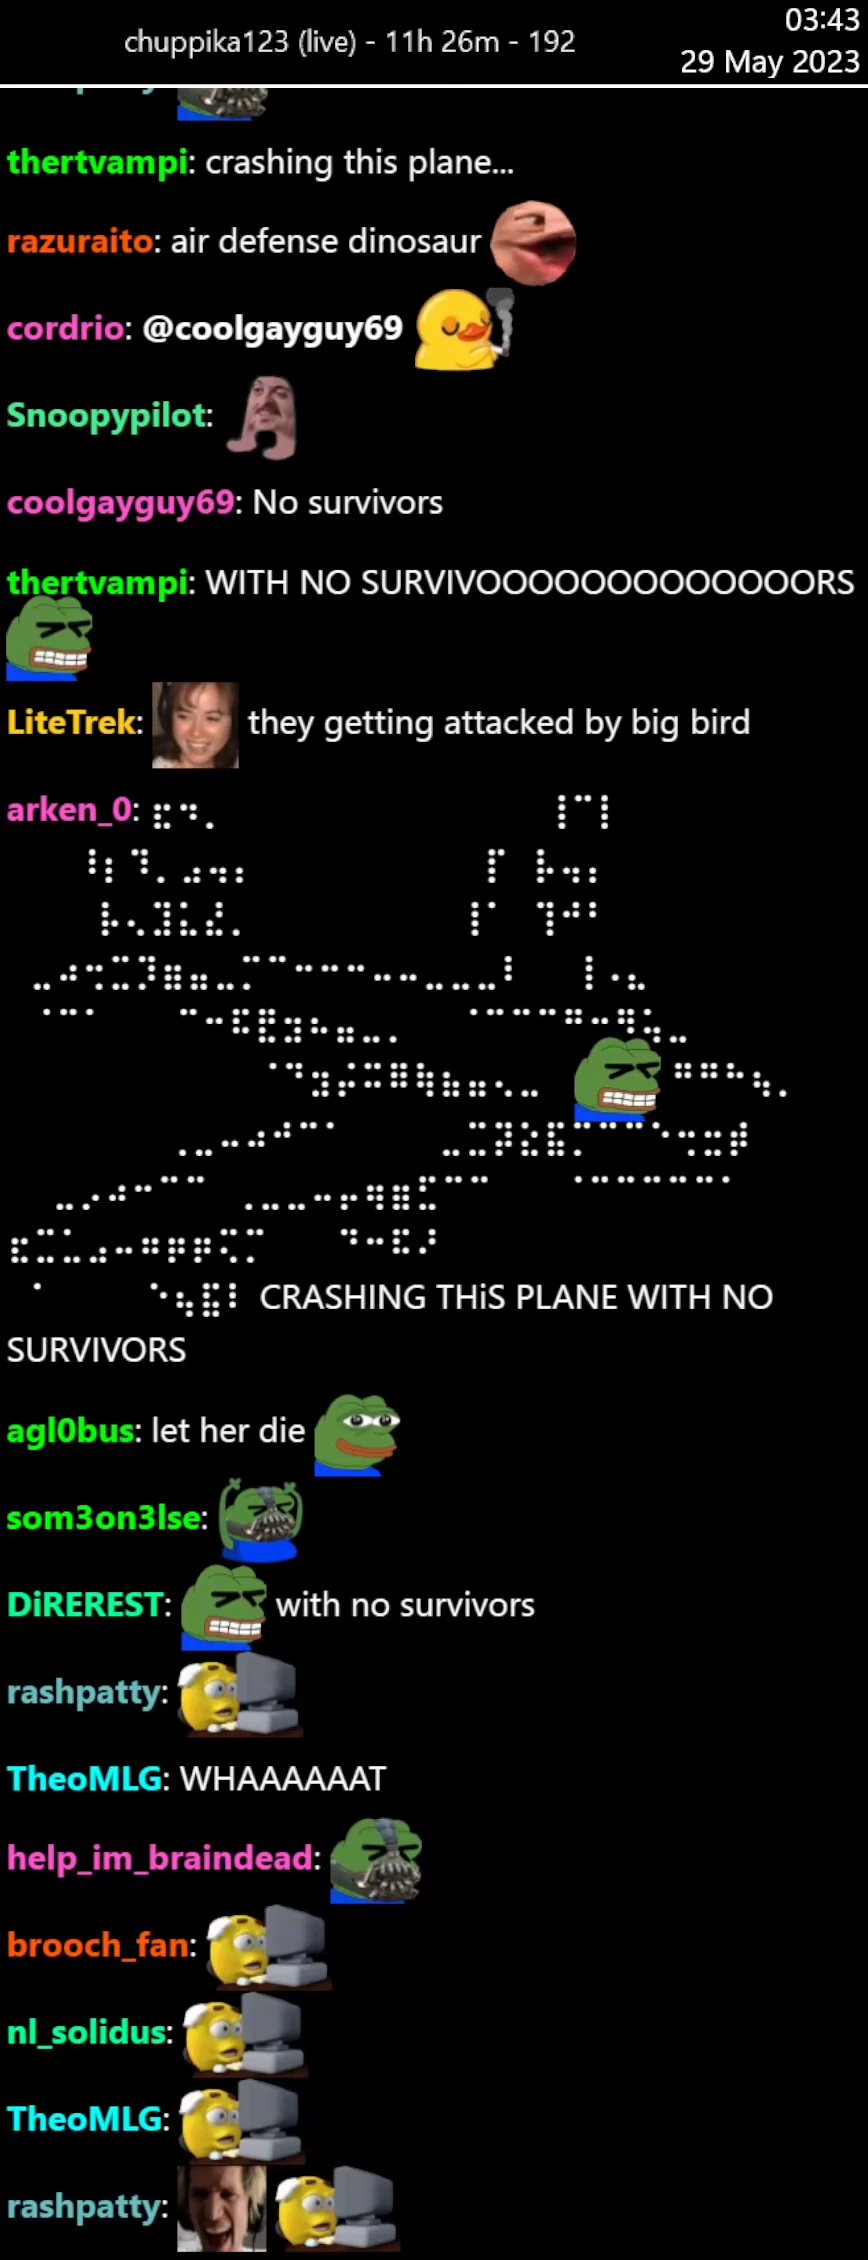 chuppika123 (live) - 11h 26m - 192
03:43
29 May 2023
thertvampi: crashing this plane...
razuraito: air defense dinosaur
cordrio: @coolgayguy69
Snoopypilot:
coolgayguy69: No survivors
thertvampi: WITH NO SURVIVOOOOOOOOOOOOOORS
LiteTrek: they getting attacked by big bird
arken_0:
CRASHING THiS PLANE WITH NO
SURVIVORS
agl0bus: let her die
som3on3lse:
DiREREST: with no survivors
rashpatty:
TheoMLG: WHAAAAAAT
help_im_braindead:
brooch_fan:
nl_solidus:
TheoMLG:
rashpatty: